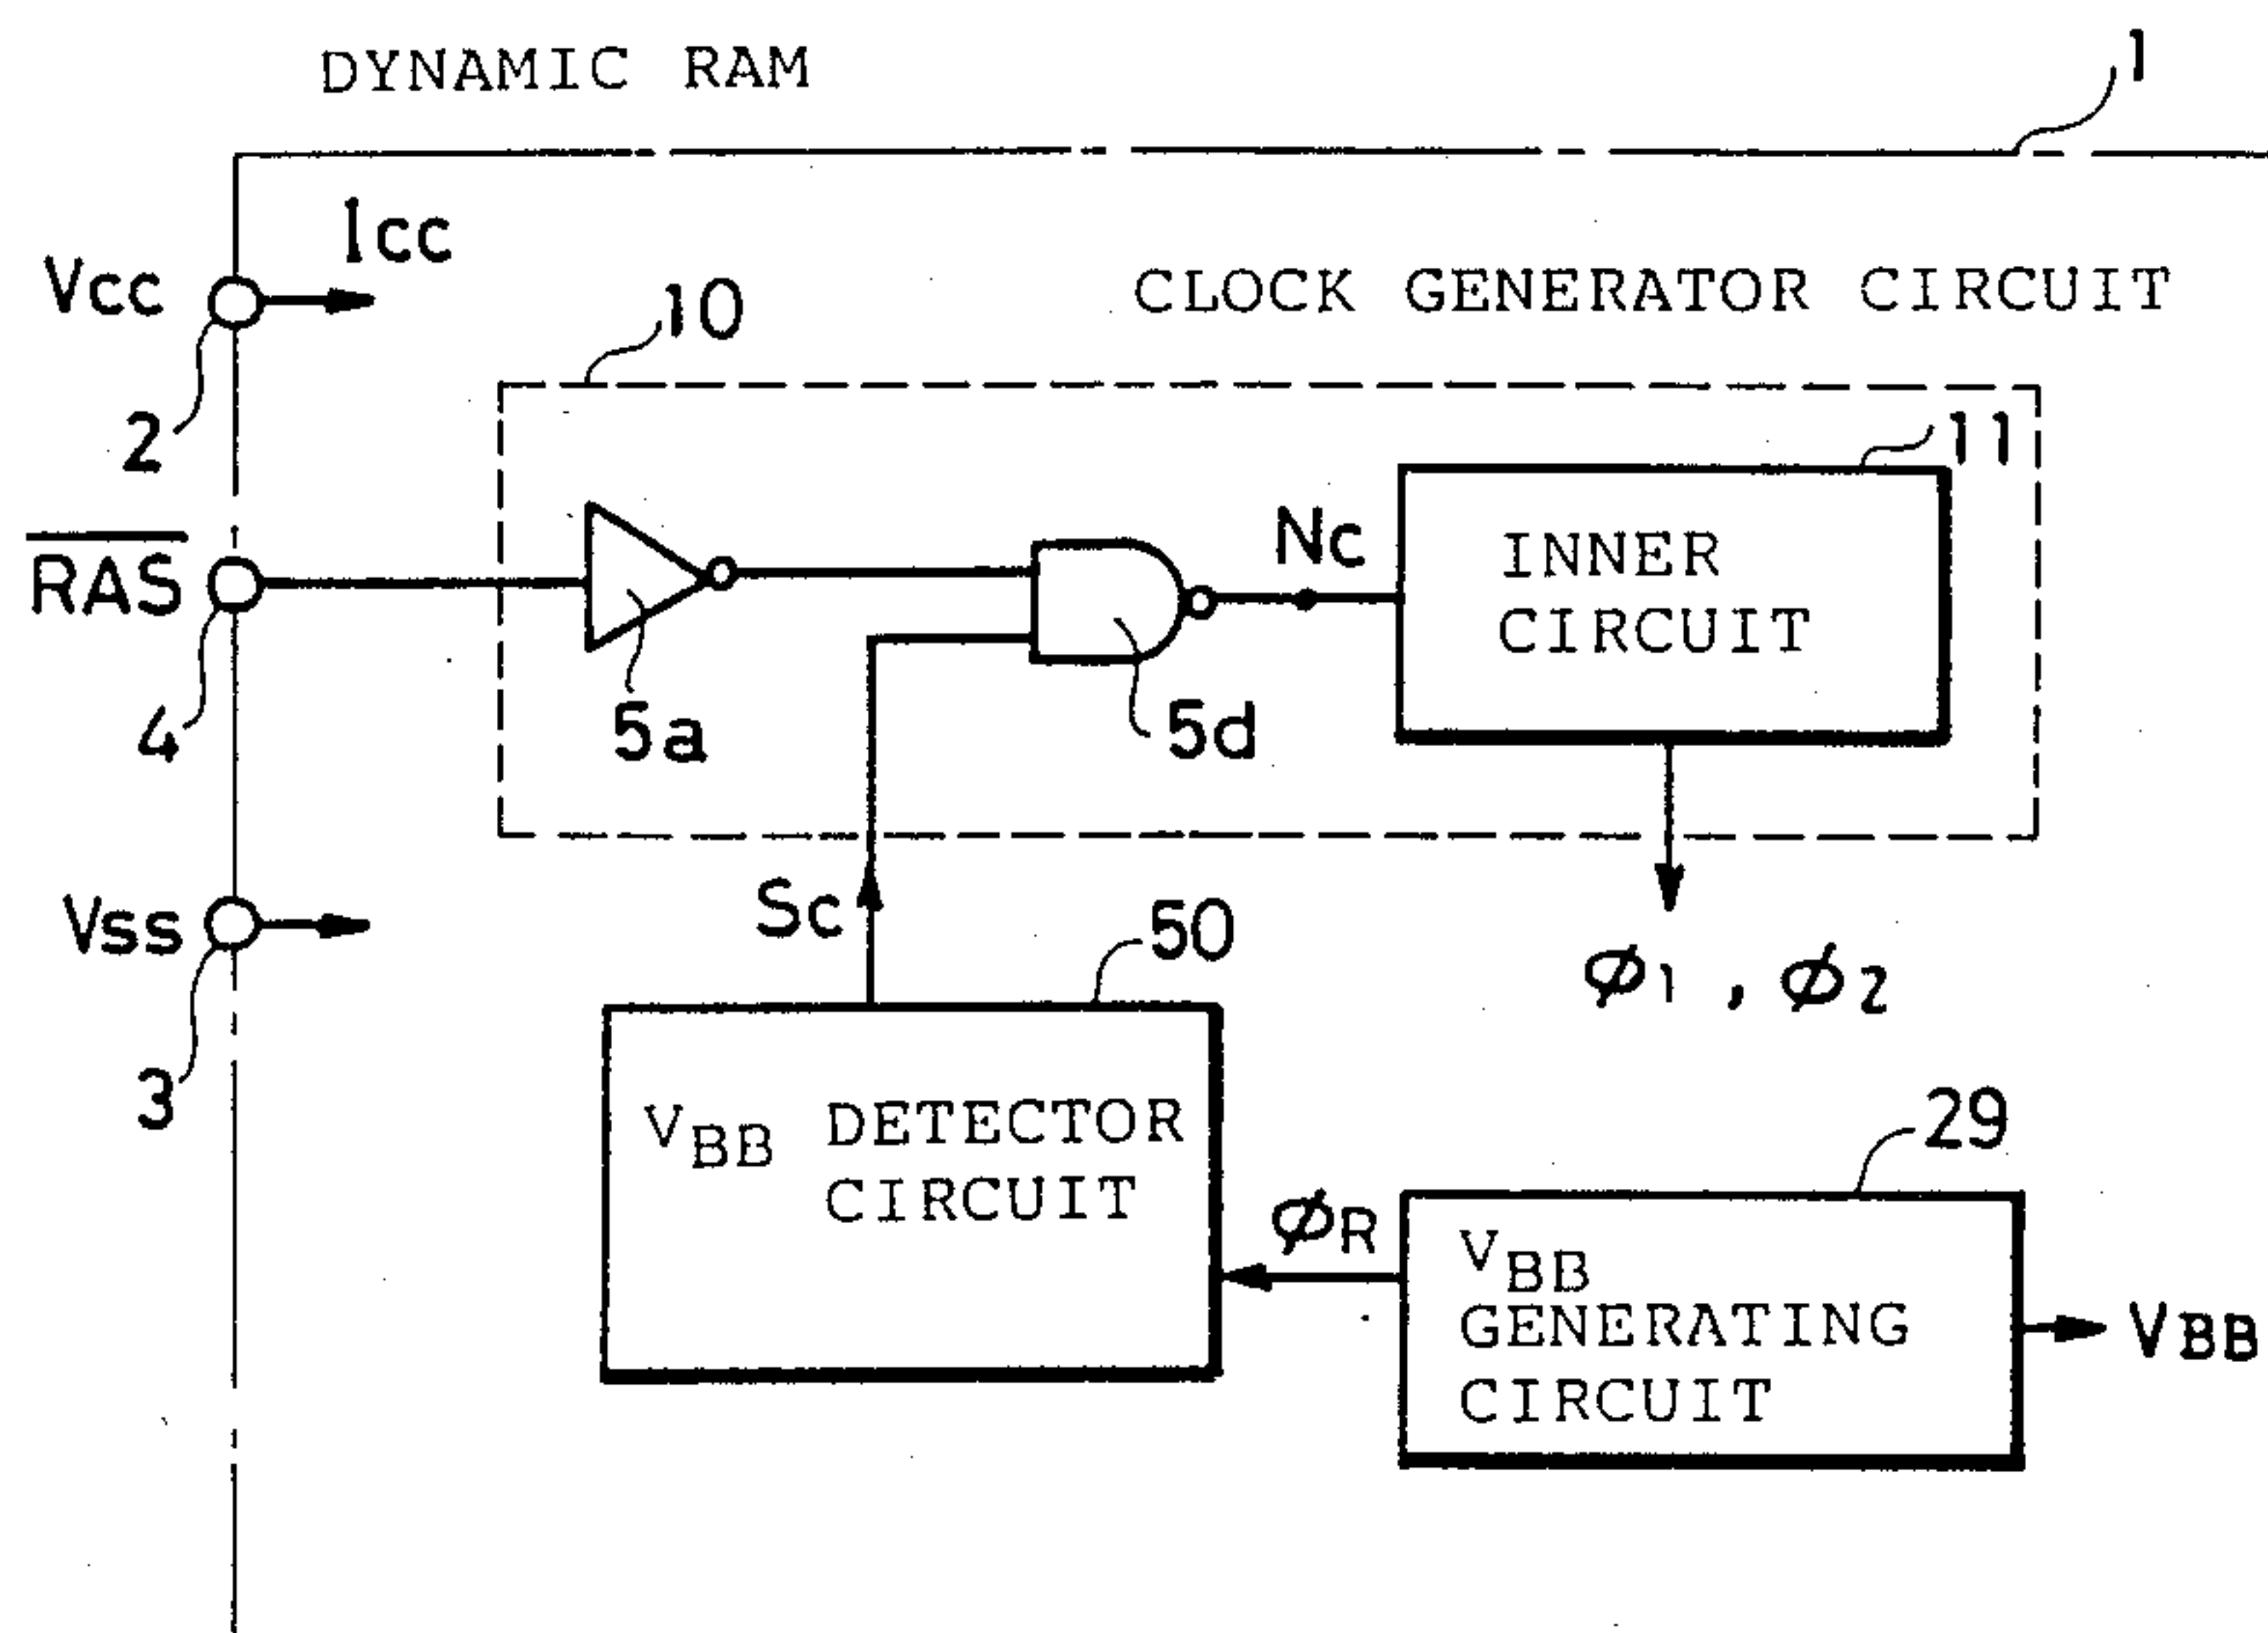 DYNAMIC RAM
1
Vcc
Icc
2
10
CLOCK GENERATOR CIRCUIT
11
RAS
4
5a
5d
Nc
INNER
CIRCUIT
Vss
3
Sc
50
φ1 , φ2
VBB DETECTOR
CIRCUIT
φR
29
VBB
GENERATING
CIRCUIT
VBB